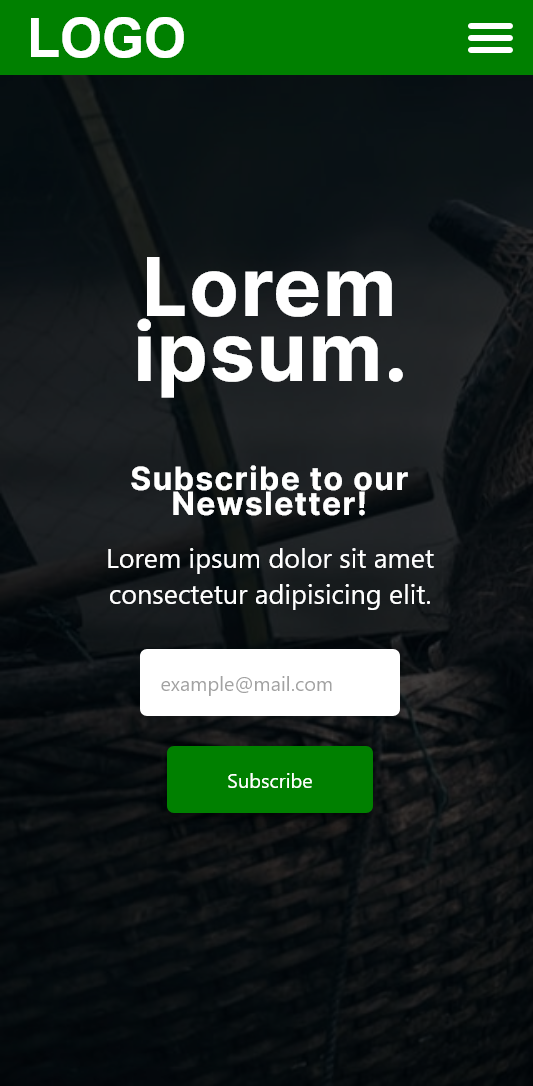 LOGO
Lorem
ipsum.
Subscribe to our
Newsletter!
Lorem ipsum dolor sit amet
consectetur adipisicing elit.
example@mail.com
Subscribe